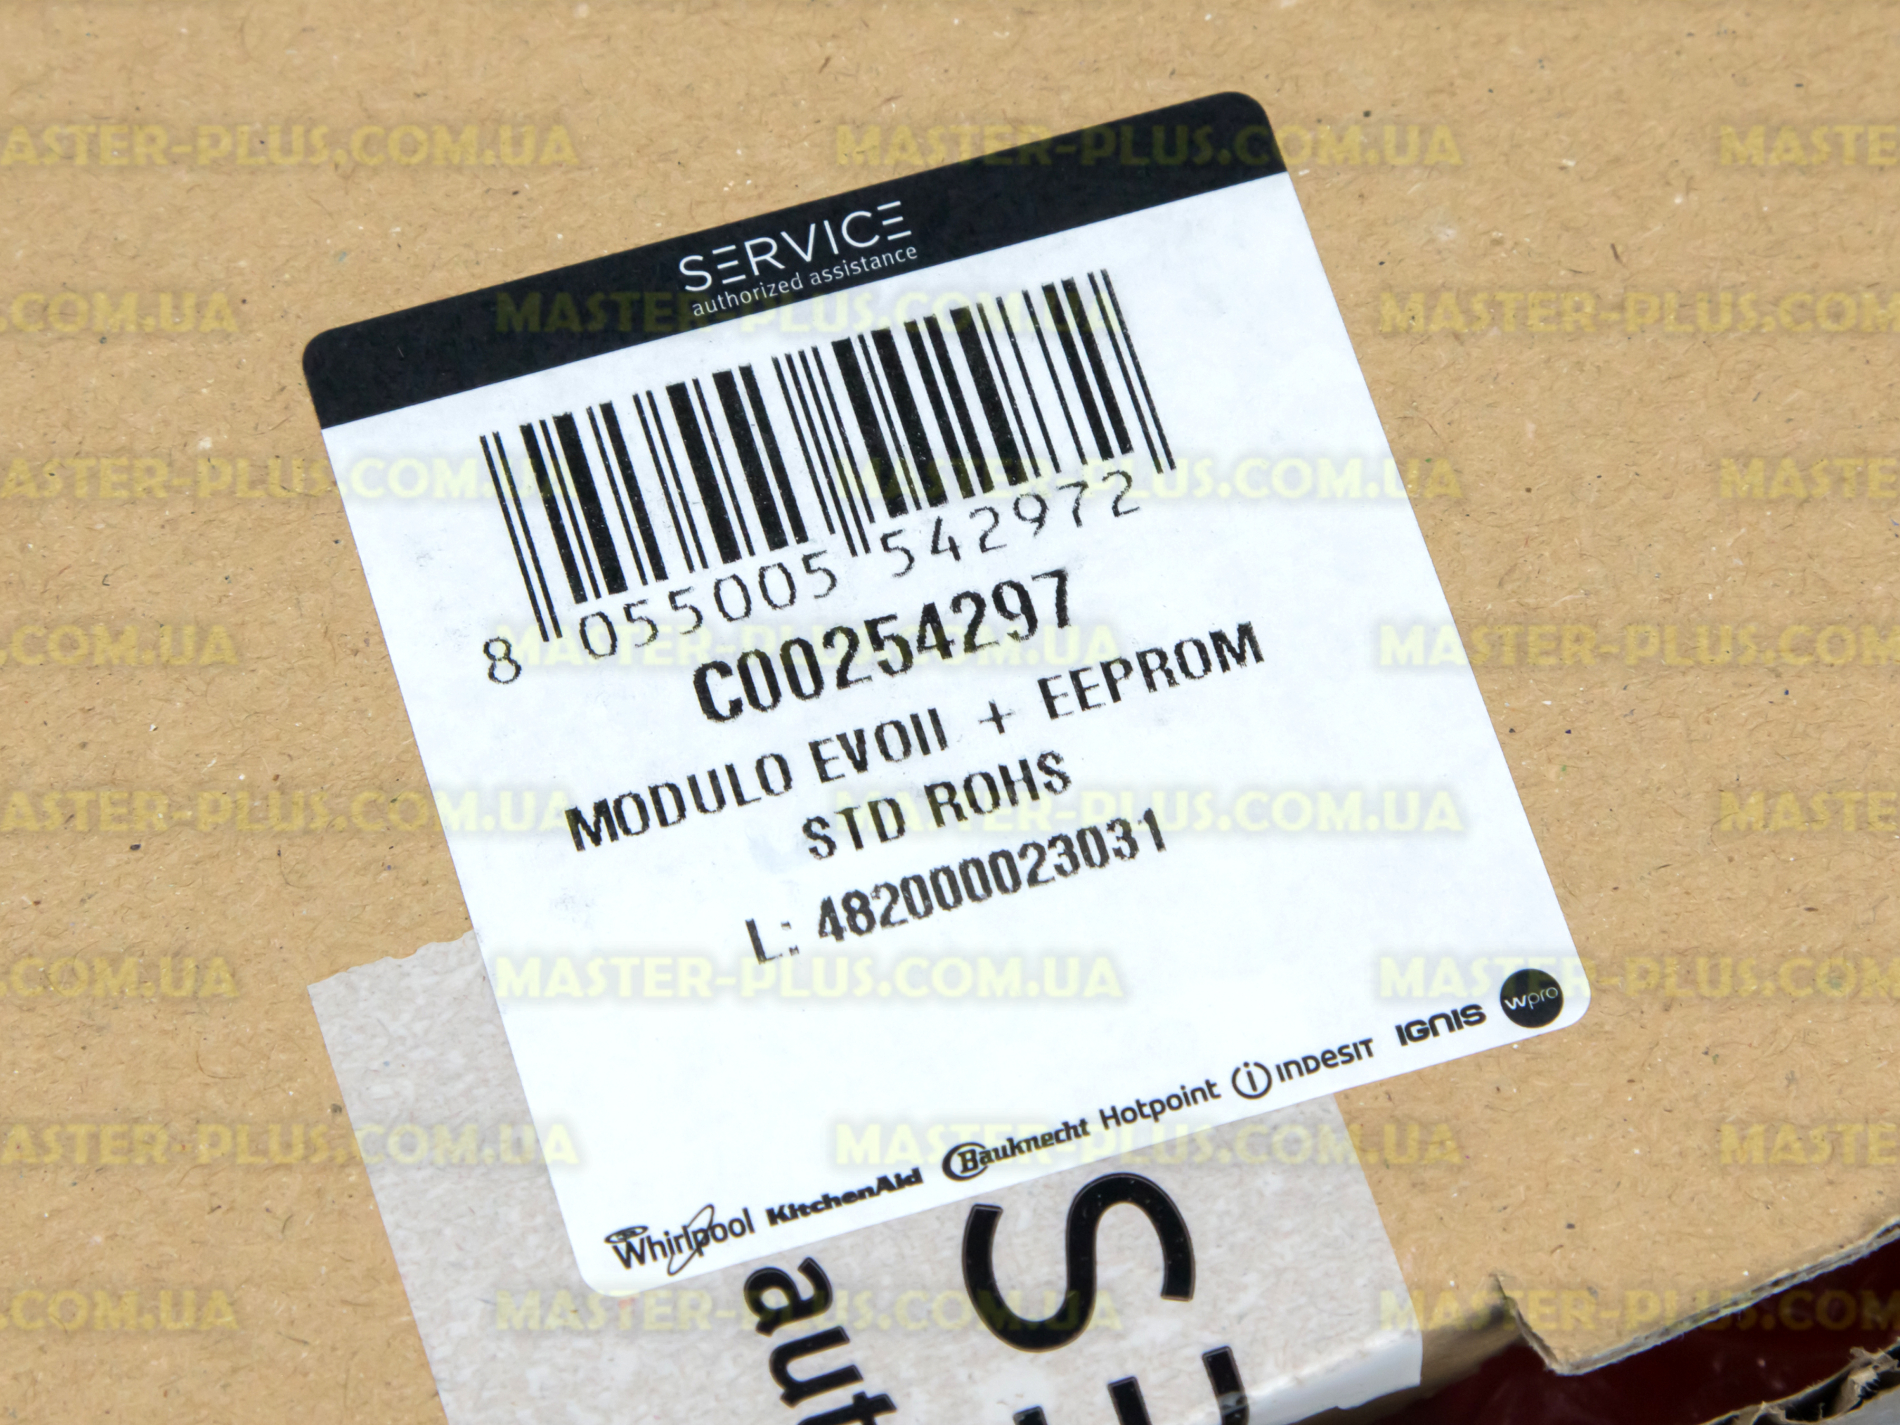 SERVICE
authorized assistance
8 055005 542972
C00254297
MODULO EVOII + EEPROM
STD ROHS
L: 482000023031
Whirlpool KitchenAid Bauknecht Hotpoint indesit IGNIS wpro
S
aut
MASTER-PLUS.COM.UA